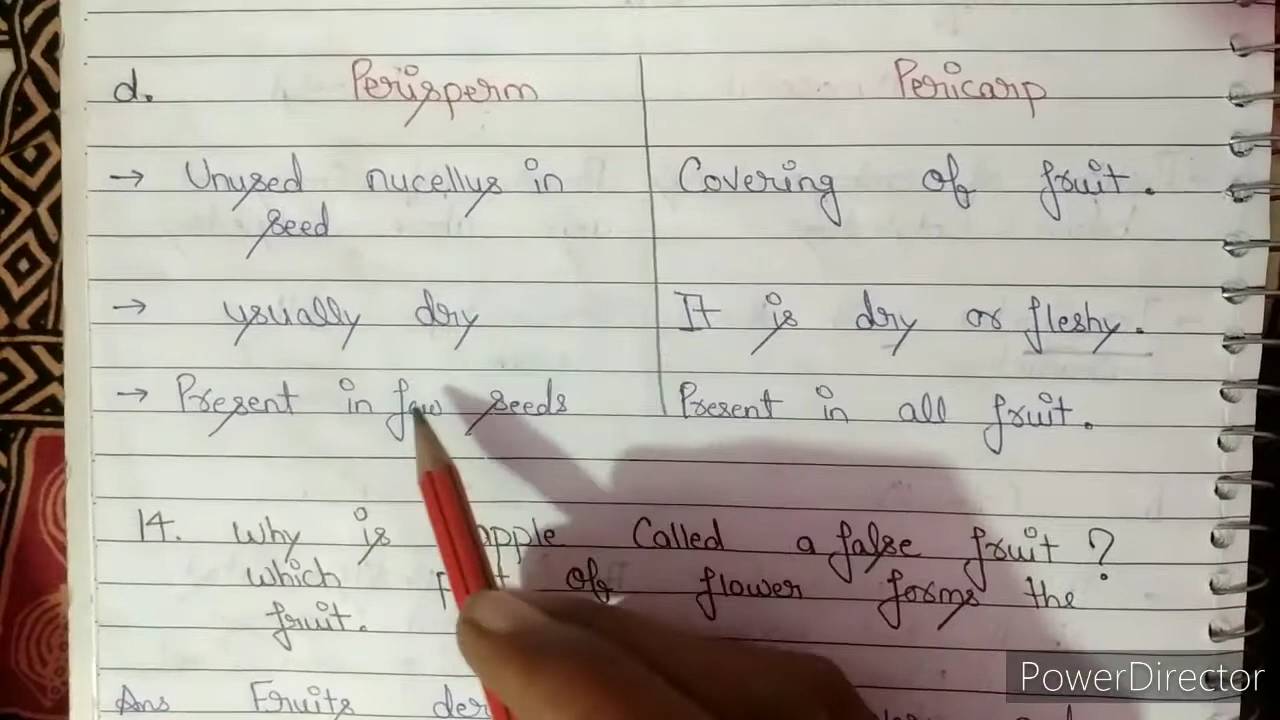 d. Perisperm Pericarp
→ Unused nucellus in Covering of fruit.
seed
→ usually dry It is dry or fleshy.
→ Present in few seeds Present in all fruit.
14. Why is apple Called a false fruit?
which of flower forms the
fruit.
Ans Fruits
PowerDirector